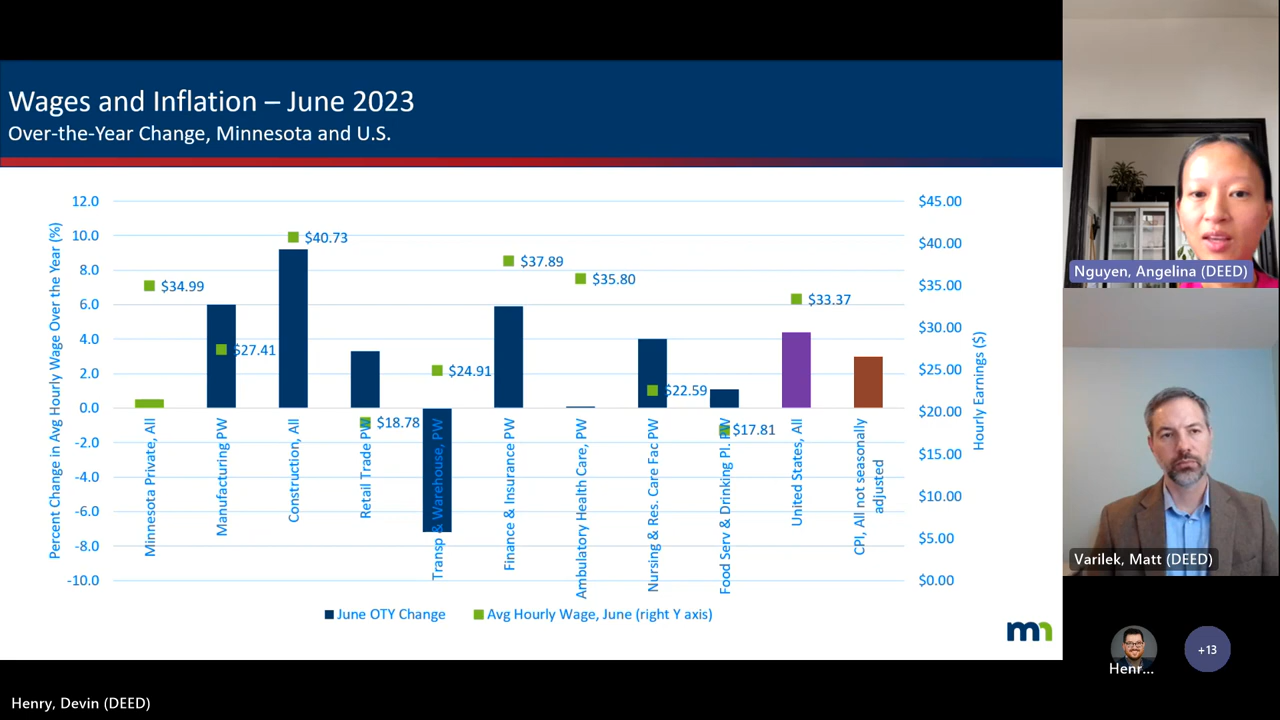 Wages and Inflation – June 2023
Over-the-Year Change, Minnesota and U.S.
Percent Change in Avg Hourly Wage Over the Year (%)
12.0
10.0
8.0
6.0
4.0
2.0
0.0
-2.0
-4.0
-6.0
-8.0
-10.0
$34.99
$27.41
$40.73
$18.78
$24.91
$37.89
$35.80
$22.59
$17.81
$33.37
Minnesota Private, All
Manufacturing PW
Construction, All
Retail Trade PW
Transp & Warehouse, PW
Finance & Insurance PW
Ambulatory Health Care, PW
Nursing & Res. Care Fac PW
Food Serv & Drinking Pl. PW
United States, All
CPI, All not seasonally
adjusted
$45.00
$40.00
$35.00
$30.00
$25.00
$20.00
$15.00
$10.00
$5.00
$0.00
Hourly Earnings ($)
June OTY Change
Avg Hourly Wage, June (right Y axis)
mn
Nguyen, Angelina (DEED)
Varilek, Matt (DEED)
Henr...
+13
Henry, Devin (DEED)